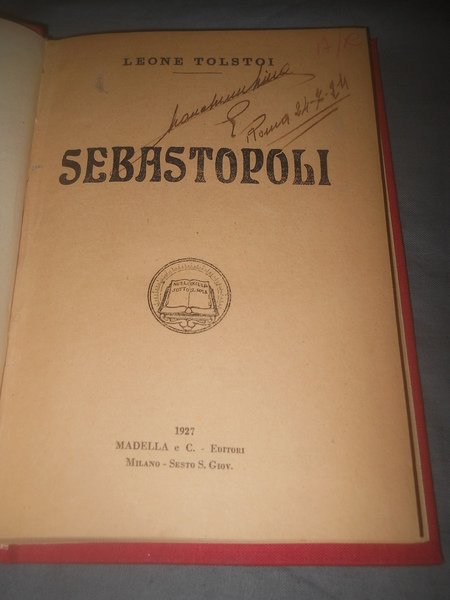 LEONE TOLSTOI
Roma 24-7-24
SEBASTOPOLI
1927
MADELLA e C. - EDITORI
MILANO - SESTO S. GIOV.